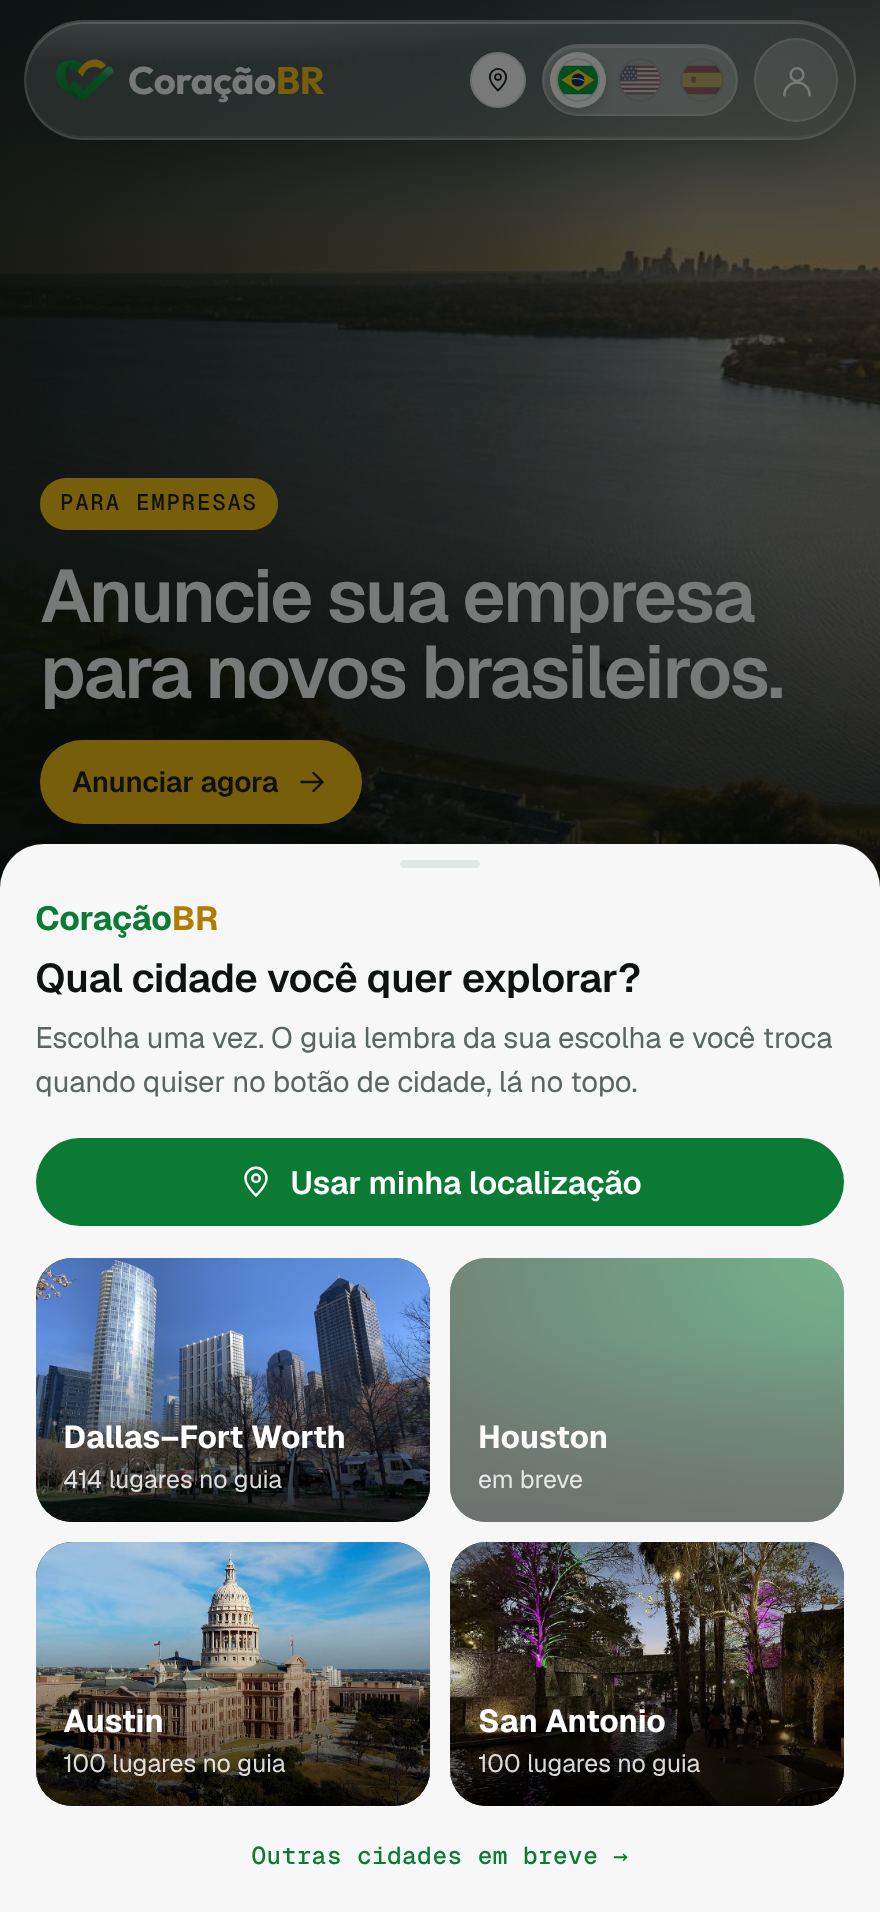 CoraçãoBR
PARA EMPRESAS
Anuncie sua empresa
para novos brasileiros.
Anunciar agora →
CoraçãoBR
Qual cidade você quer explorar?
Escolha uma vez. O guia lembra da sua escolha e você troca
quando quiser no botão de cidade, lá no topo.
Usar minha localização
Dallas–Fort Worth
414 lugares no guia
Houston
em breve
Austin
100 lugares no guia
San Antonio
100 lugares no guia
Outras cidades em breve →